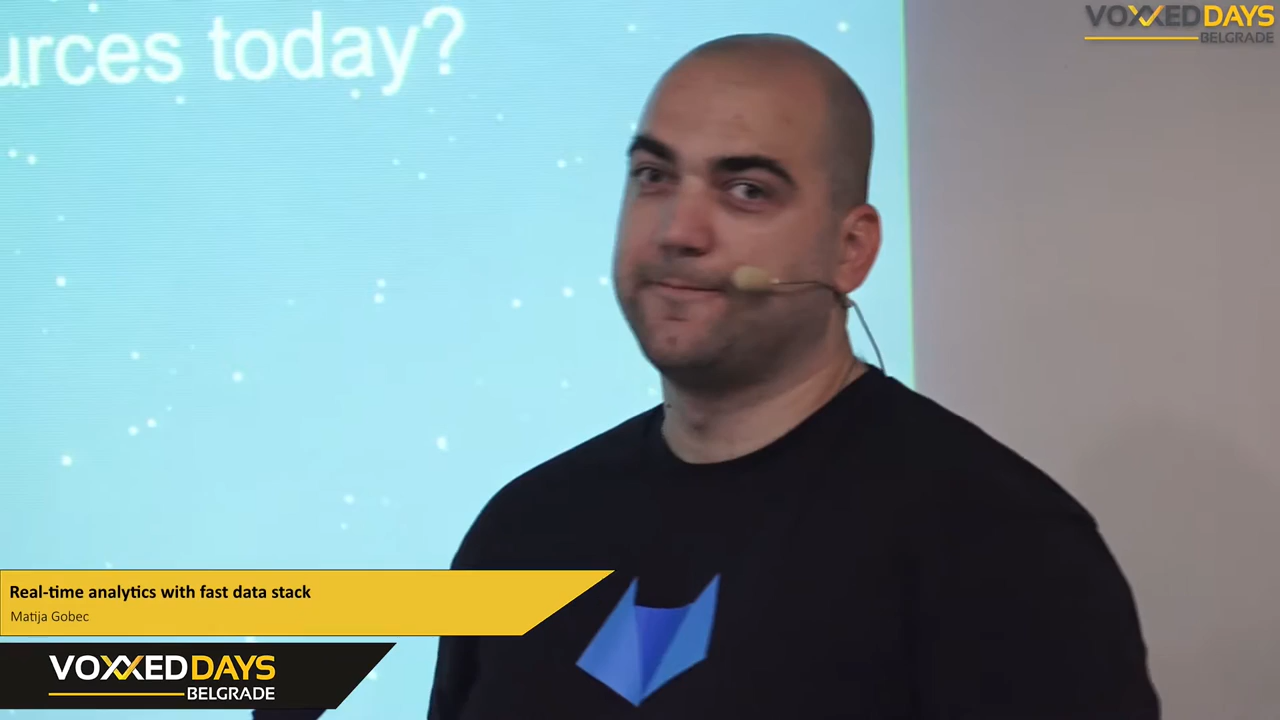 urces today?
VOXXED DAYS
BELGRADE
Real-time analytics with fast data stack
Matija Gobec
VOXXED DAYS
BELGRADE